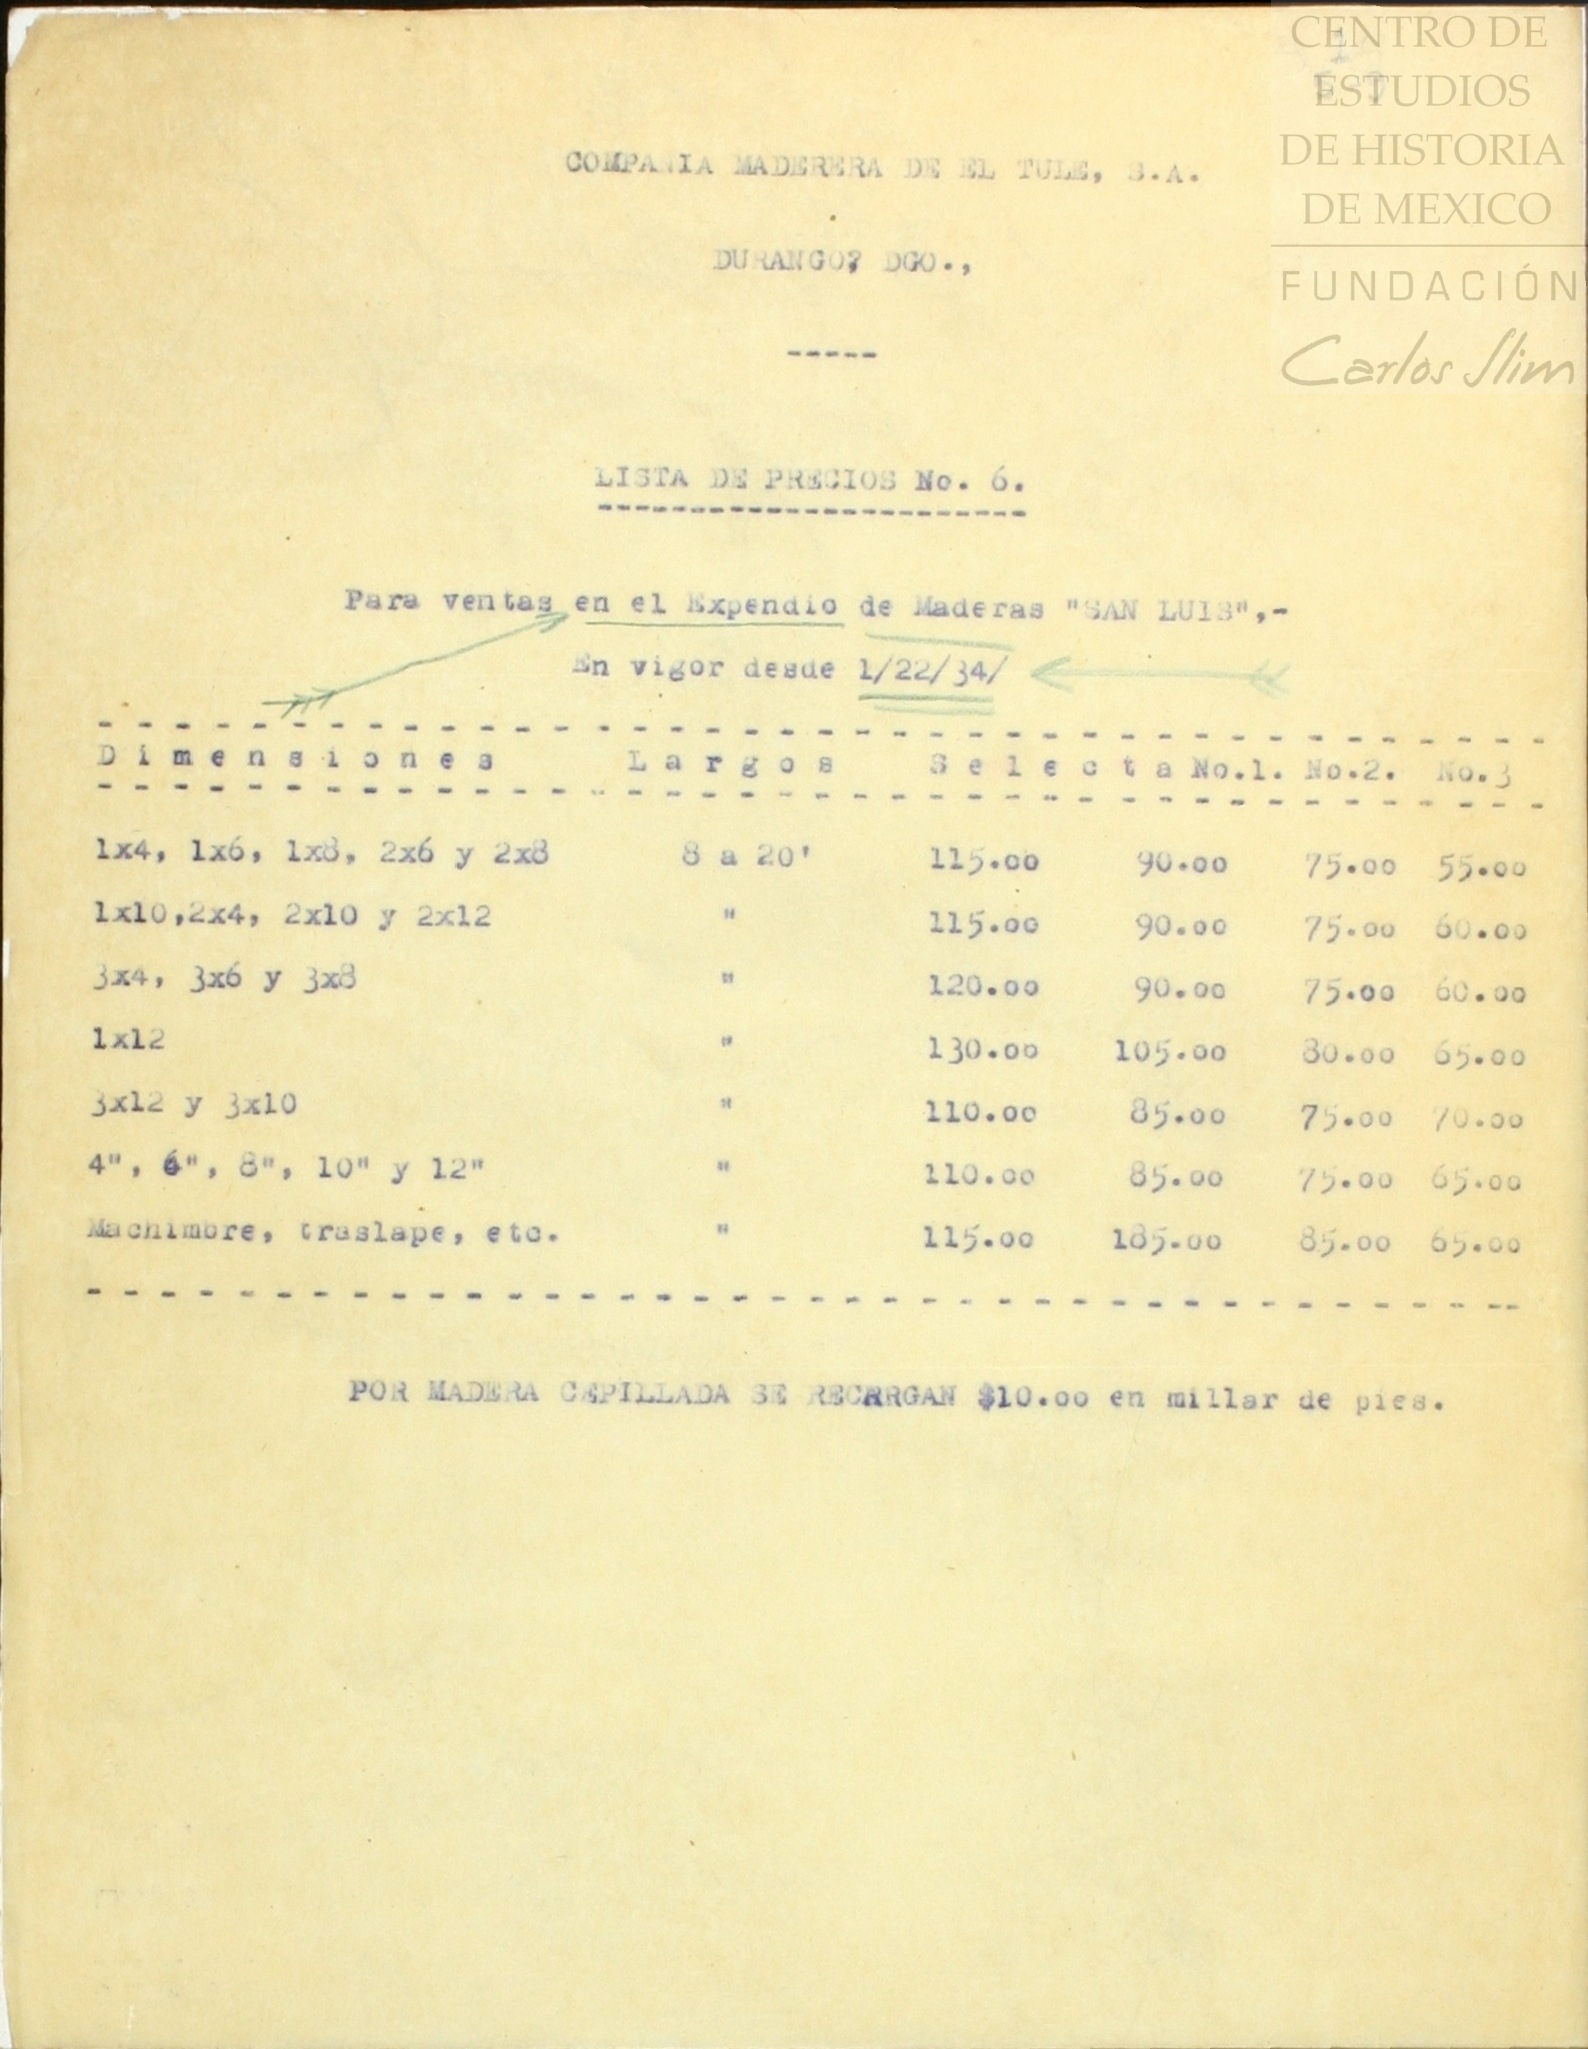 CENTRO DE
ESTUDIOS
DE HISTORIA
DE MEXICO
FUNDACIÓN
Carlos Slim
COMPANIA MADERERA DE EL TULE, S.A.
DURANGO? DGO.,
-----
LISTA DE PRECIOS No. 6.
Para ventas en el Expendio de Maderas "SAN LUIS",-
En vigor desde 1/22/34/
Dimensiones Largos Selecta No.1. No.2. No.3
1x4, 1x6, 1x8, 2x6 y 2x8 8 a 20' 115.00 90.00 75.00 55.00
1x10,2x4, 2x10 y 2x12 " 115.00 90.00 75.00 60.00
3x4, 3x6 y 3x8 " 120.00 90.00 75.00 60.00
1x12 " 130.00 105.00 80.00 65.00
3x12 y 3x10 " 110.00 85.00 75.00 70.00
4", 6", 8", 10" y 12" " 110.00 85.00 75.00 65.00
Machimbre, traslape, etc. " 115.00 185.00 85.00 65.00
POR MADERA CEPILLADA SE RECARGAN $10.00 en millar de pies.